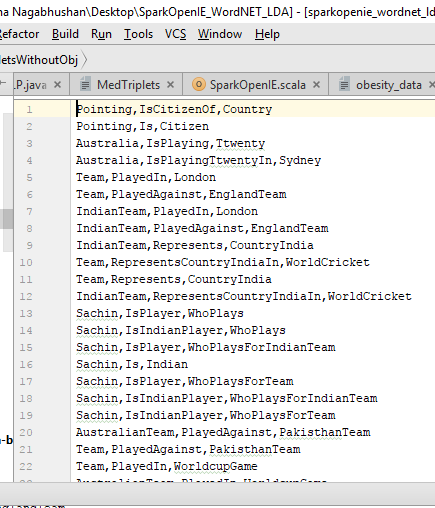 na Nagabhushan\Desktop\SparkOpenIE_WordNET_LDA] - [sparkopenie_wordnet_ld
Refactor Build Run Tools VCS Window Help
letsWithoutObj
LP.java MedTriplets SparkOpenIE.scala obesity_data
1 Pointing,IsCitizenOf,Country
2 Pointing,Is,Citizen
3 Australia,IsPlaying,Ttwenty
4 Australia,IsPlayingTtwentyIn,Sydney
5 Team,PlayedIn,London
6 Team,PlayedAgainst,EnglandTeam
7 IndianTeam,PlayedIn,London
8 IndianTeam,PlayedAgainst,EnglandTeam
9 IndianTeam,Represents,CountryIndia
10 Team,RepresentsCountryIndiaIn,WorldCricket
11 Team,Represents,CountryIndia
12 IndianTeam,RepresentsCountryIndiaIn,WorldCricket
13 Sachin,IsPlayer,WhoPlays
14 Sachin,IsIndianPlayer,WhoPlays
15 Sachin,IsPlayer,WhoPlaysForIndianTeam
16 Sachin,Is,Indian
17 Sachin,IsPlayer,WhoPlaysForTeam
18 Sachin,IsIndianPlayer,WhoPlaysForIndianTeam
19 Sachin,IsIndianPlayer,WhoPlaysForTeam
20 AustralianTeam,PlayedAgainst,PakisthanTeam
21 Team,PlayedAgainst,PakisthanTeam
22 Team,PlayedIn,WorldcupGame